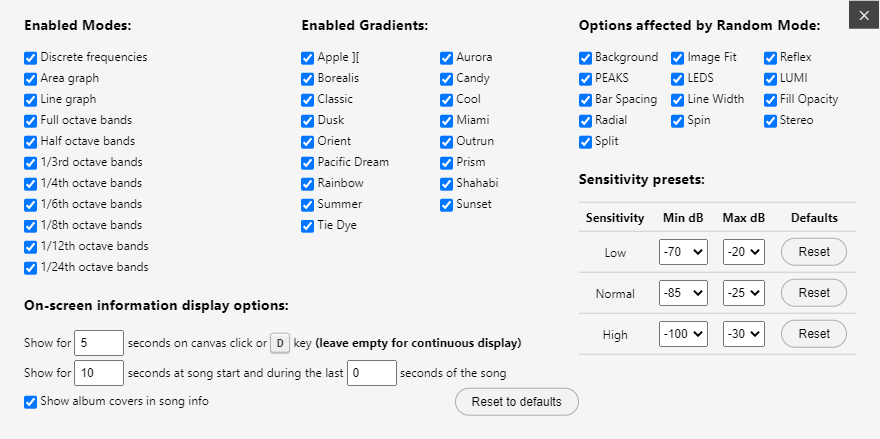 Enabled Modes:
Discrete frequencies
Area graph
Line graph
Full octave bands
Half octave bands
1/3rd octave bands
1/4th octave bands
1/6th octave bands
1/8th octave bands
1/12th octave bands
1/24th octave bands
Enabled Gradients:
Apple ][ Aurora
Borealis Candy
Classic Cool
Dusk Miami
Orient Outrun
Pacific Dream Prism
Rainbow Shahabi
Summer Sunset
Tie Dye
Options affected by Random Mode:
Background Image Fit Reflex
PEAKS LEDS LUMI
Bar Spacing Line Width Fill Opacity
Radial Spin Stereo
Split
Sensitivity presets:
Sensitivity Min dB Max dB Defaults
Low -70 -20 Reset
Normal -85 -25 Reset
High -100 -30 Reset
On-screen information display options:
Show for 5 seconds on canvas click or D key (leave empty for continuous display)
Show for 10 seconds at song start and during the last 0 seconds of the song
Show album covers in song info
Reset to defaults